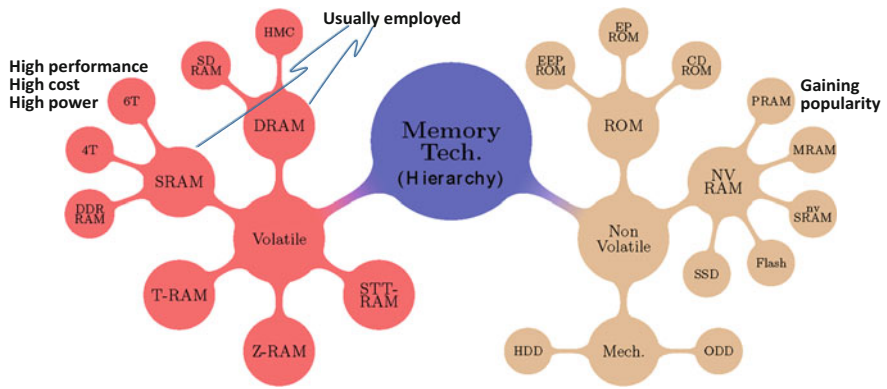 Usually employed
High performance
High cost
High power
HMC
SD
RAM
DRAM
6T
4T
DDR
RAM
SRAM
Volatile
T-RAM
Z-RAM
STT-
RAM
Memory
Tech.
(Hierarchy)
EP
ROM
EEP
ROM
CD
ROM
ROM
Gaining
popularity
PRAM
MRAM
nv
SRAM
Flash
SSD
NV
RAM
Non
Volatile
HDD
Mech.
ODD